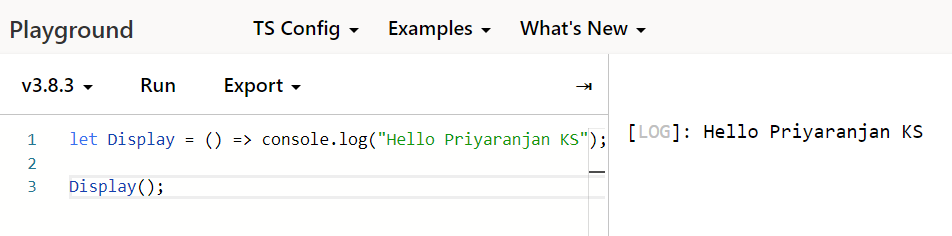 Playground TS Config Examples What's New
v3.8.3 Run Export
1 let Display = () => console.log("Hello Priyaranjan KS");
2
3 Display();
[LOG]: Hello Priyaranjan KS